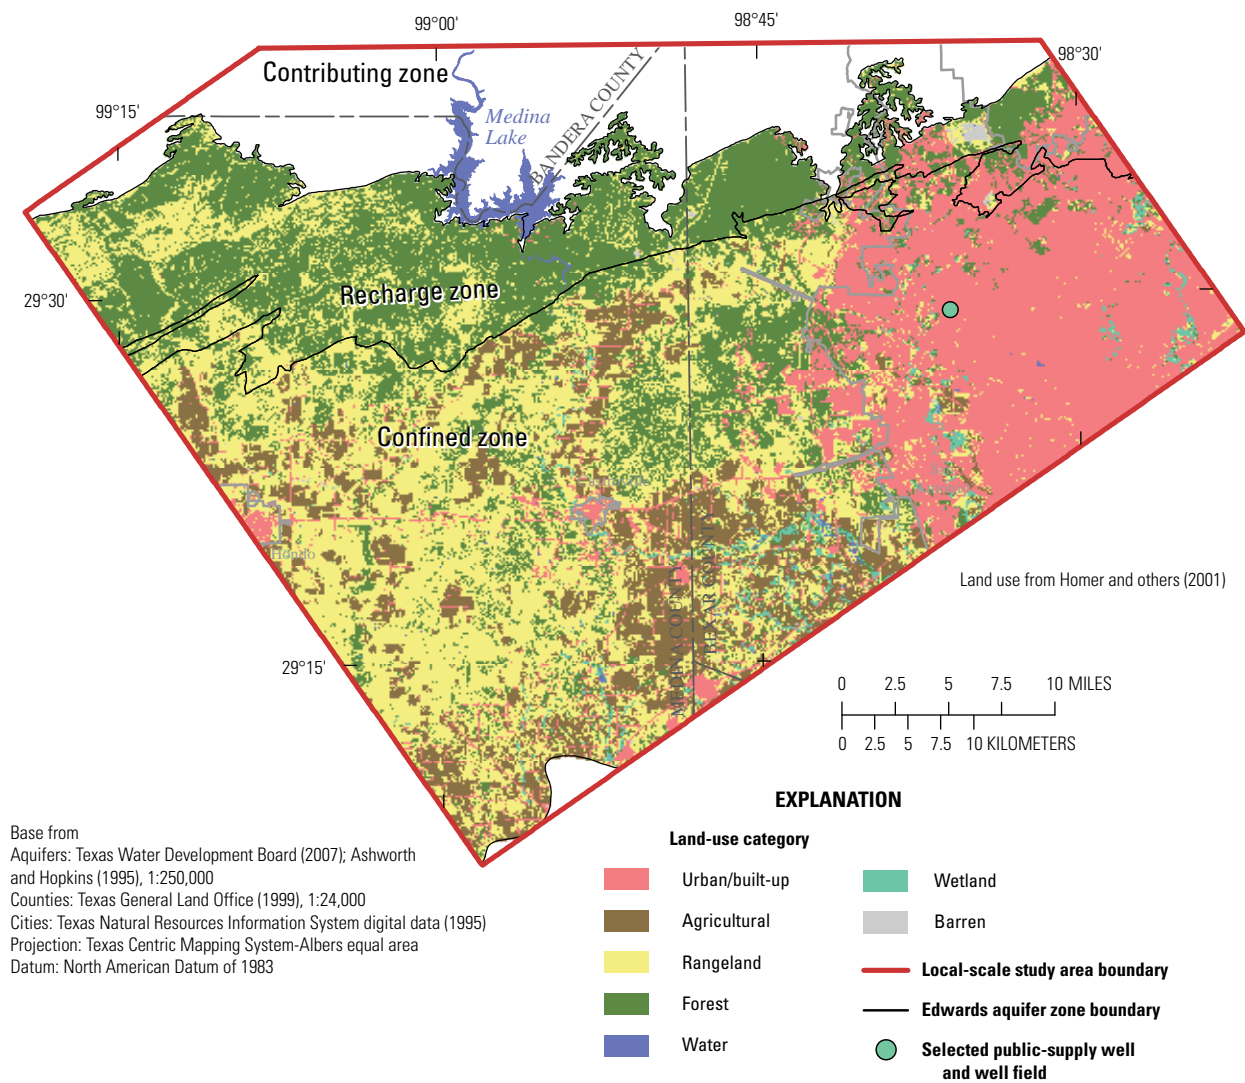 99°00'
98°45'
98°30'
99°15'
Contributing zone
Medina
Lake
BANDERA COUNTY
29°30'
Recharge zone
Confined zone
Hondo
MEDINA COUNTY
BEXAR COUNTY
29°15'
Land use from Homer and others (2001)
0 2.5 5 7.5 10 MILES
0 2.5 5 7.5 10 KILOMETERS
Base from
Aquifers: Texas Water Development Board (2007); Ashworth
and Hopkins (1995), 1:250,000
Counties: Texas General Land Office (1999), 1:24,000
Cities: Texas Natural Resources Information System digital data (1995)
Projection: Texas Centric Mapping System-Albers equal area
Datum: North American Datum of 1983
EXPLANATION
Land-use category
Urban/built-up
Agricultural
Rangeland
Forest
Water
Wetland
Barren
Local-scale study area boundary
Edwards aquifer zone boundary
Selected public-supply well
and well field